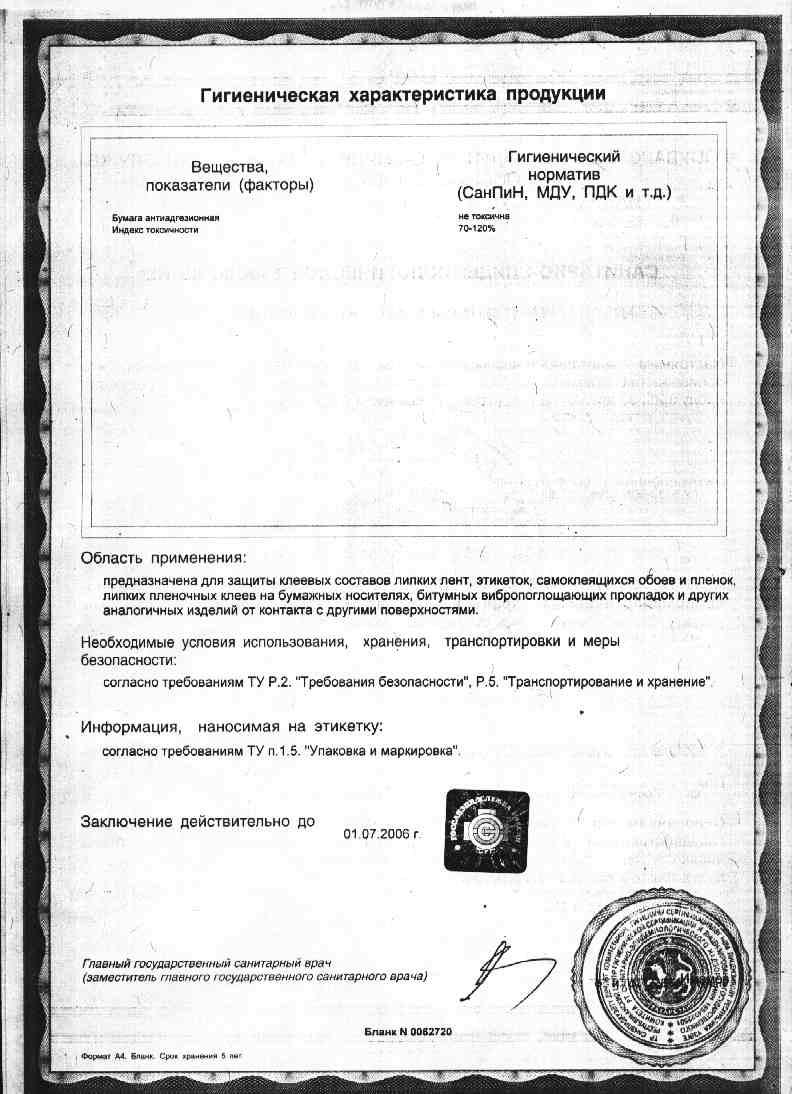 Гигиеническая характеристика продукции
Вещества,
показатели (факторы)
Гигиенический
норматив
(СанПиН, МДУ, ПДК и т.д.)
Бумага антиадгезионная
не токсична
Индекс токсичности
70-120%
Область применения:
предназначена для защиты клеевых составов липких лент, этикеток, самоклеящихся обоев и пленок,
липких пленочных клеев на бумажных носителях, битумных вибропоглощающих прокладок и других
аналогичных изделий от контакта с другими поверхностями.
Необходимые условия использования, хранения, транспортировки и меры
безопасности:
согласно требованиям ТУ Р.2. "Требования безопасности", Р.5. "Транспортирование и хранение".
Информация, наносимая на этикетку:
согласно требованиям ТУ п.1.5. "Упаковка и маркировка".
Заключение действительно до
01.07.2006 г.
Главный государственный санитарный врач
(заместитель главного государственного санитарного врача)
Бланк N 0062720
Формат А4. Бланк. Срок хранения 5 лет.